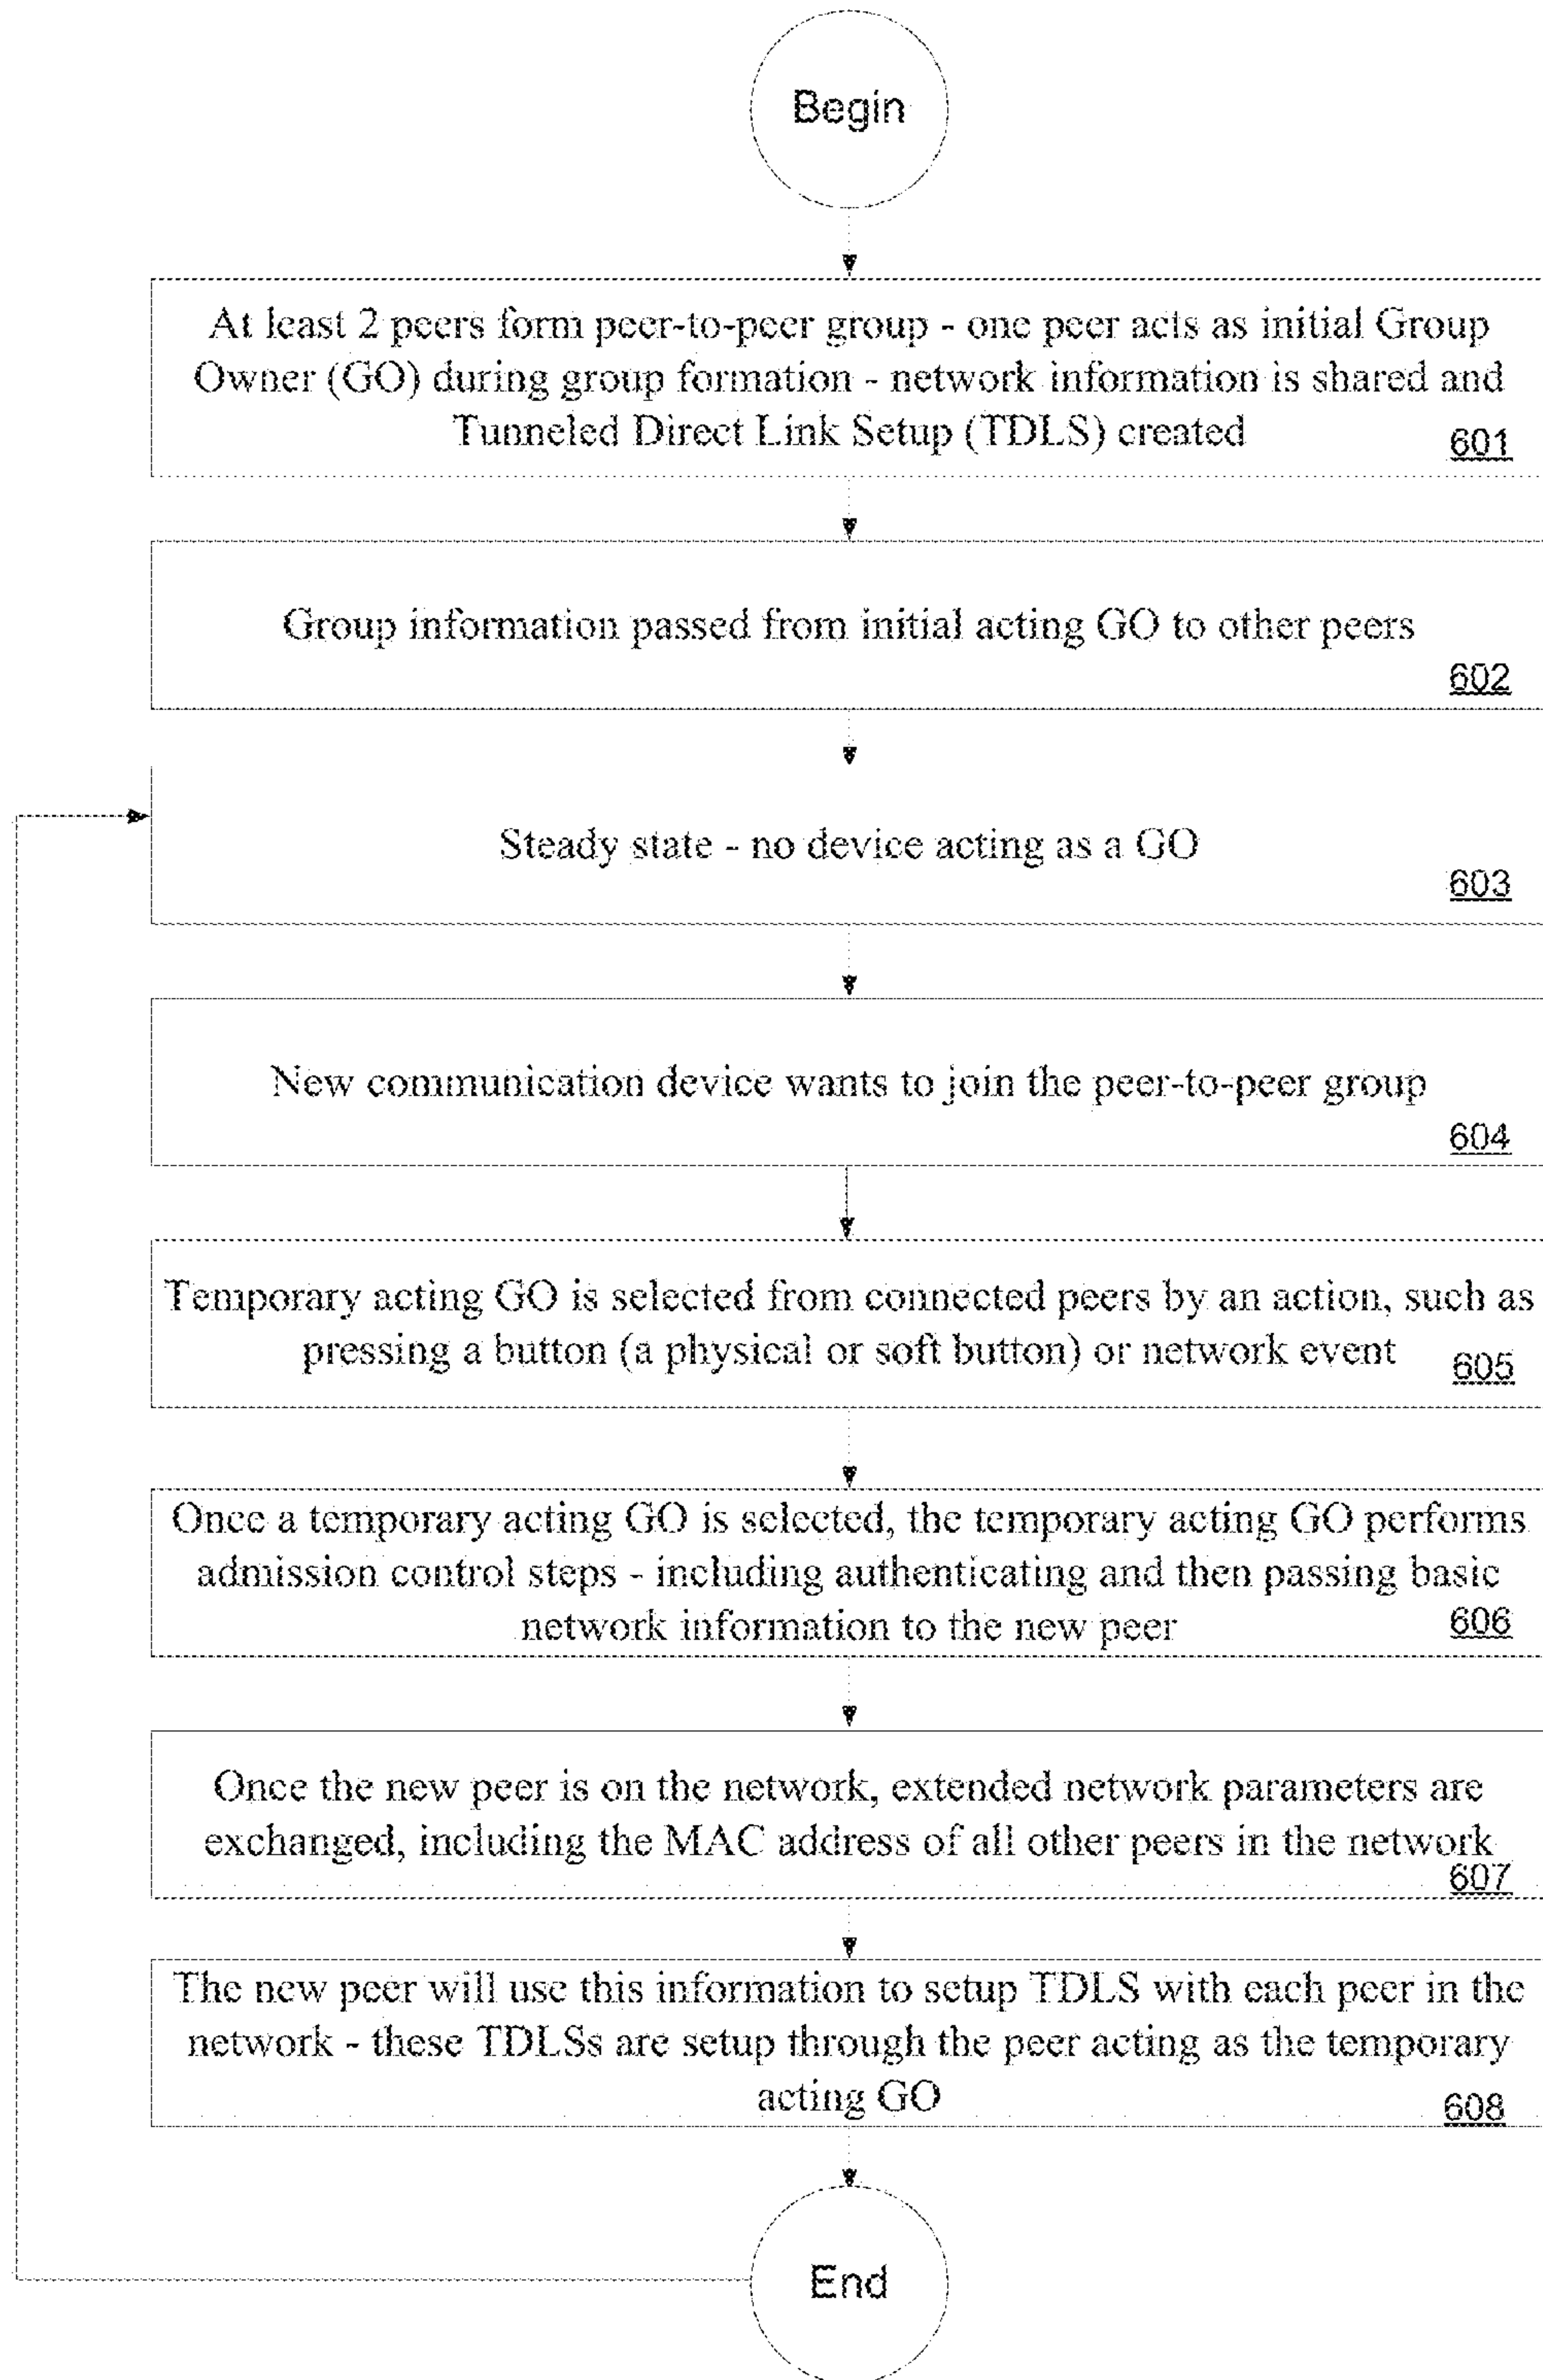 Begin
At least 2 peers form peer-to-peer group - one peer acts as initial Group
Owner (GO) during group formation - network information is shared and
Tunneled Direct Link Setup (TDLS) created
601
Group information passed from initial acting GO to other peers
602
Steady state - no device acting as a GO
603
New communication device wants to join the peer-to-peer group
604
Temporary acting GO is selected from connected peers by an action, such as
pressing a button (a physical or soft button) or network event
605
Once a temporary acting GO is selected, the temporary acting GO performs
admission control steps - including authenticating and then passing basic
network information to the new peer
606
Once the new peer is on the network, extended network parameters are
exchanged, including the MAC address of all other peers in the network
607
The new peer will use this information to setup TDLS with each peer in the
network - these TDLSs are setup through the peer acting as the temporary
acting GO
608
End